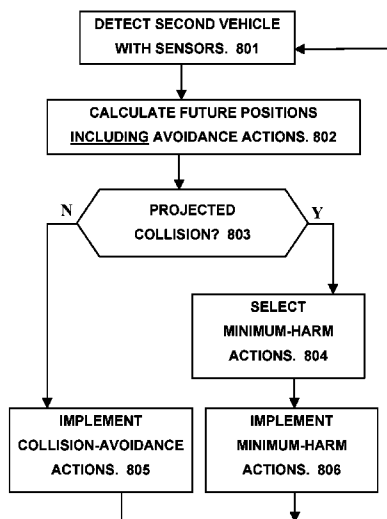 DETECT SECOND VEHICLE
WITH SENSORS. 801
CALCULATE FUTURE POSITIONS
INCLUDING AVOIDANCE ACTIONS. 802
PROJECTED
COLLISION? 803
N
Y
SELECT
MINIMUM-HARM
ACTIONS. 804
IMPLEMENT
COLLISION-AVOIDANCE
ACTIONS. 805
IMPLEMENT
MINIMUM-HARM
ACTIONS. 806